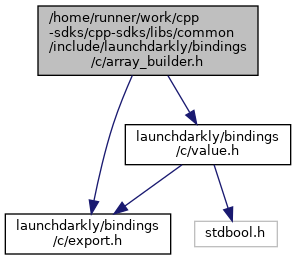 /home/runner/work/cpp
-sdks/cpp-sdks/libs/common
/include/launchdarkly/bindings
/c/array_builder.h
launchdarkly/bindings
/c/value.h
launchdarkly/bindings
/c/export.h
stdbool.h